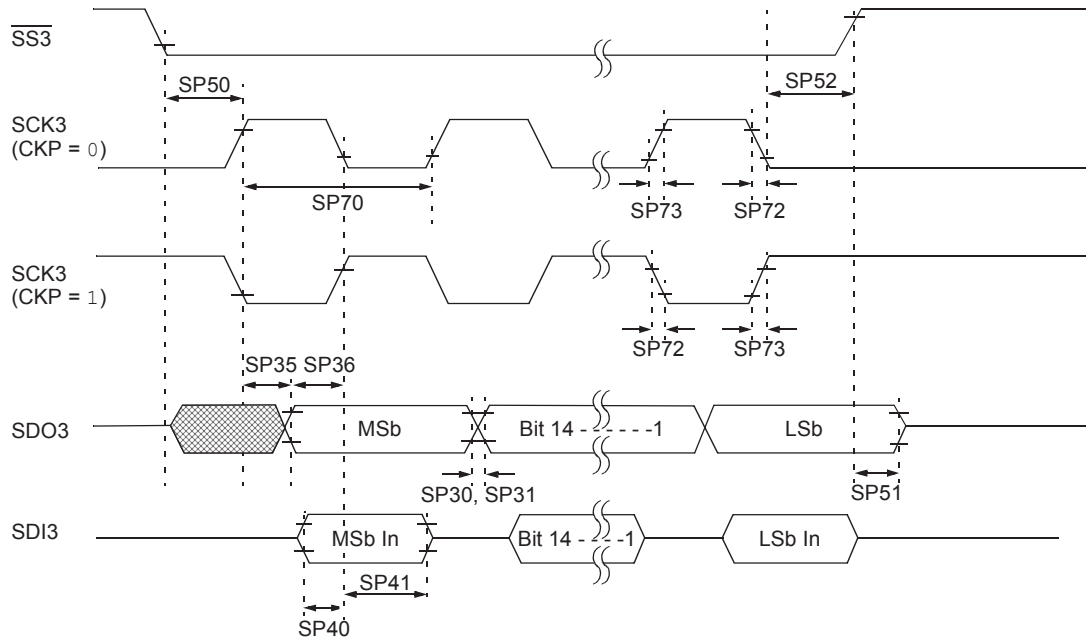 SS3
SP50
SP52
SCK3
(CKP = 0)
SP70
SP73
SP72
SCK3
(CKP = 1)
SP72
SP73
SP35 SP36
SDO3
MSb
Bit 14 - - - - - -1
LSb
SP30, SP31
SP51
SDI3
MSb In
Bit 14 - - - -1
LSb In
SP41
SP40